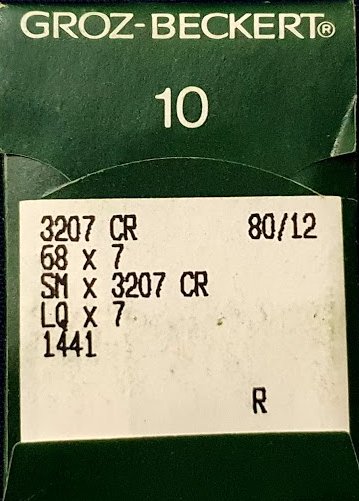 GROZ-BECKERT®
10
3207 CR 80/12
68 x 7
SM x 3207 CR
LQ x 7
1441
R